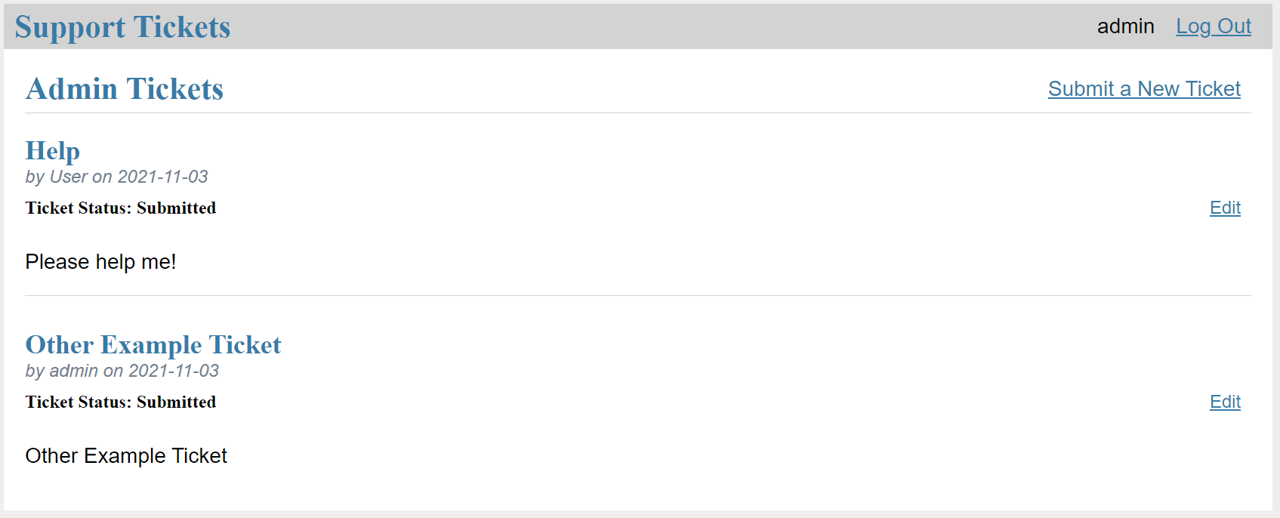 Support Tickets
admin Log Out
Admin Tickets
Submit a New Ticket
Help
by User on 2021-11-03
Ticket Status: Submitted
Edit
Please help me!
Other Example Ticket
by admin on 2021-11-03
Ticket Status: Submitted
Edit
Other Example Ticket